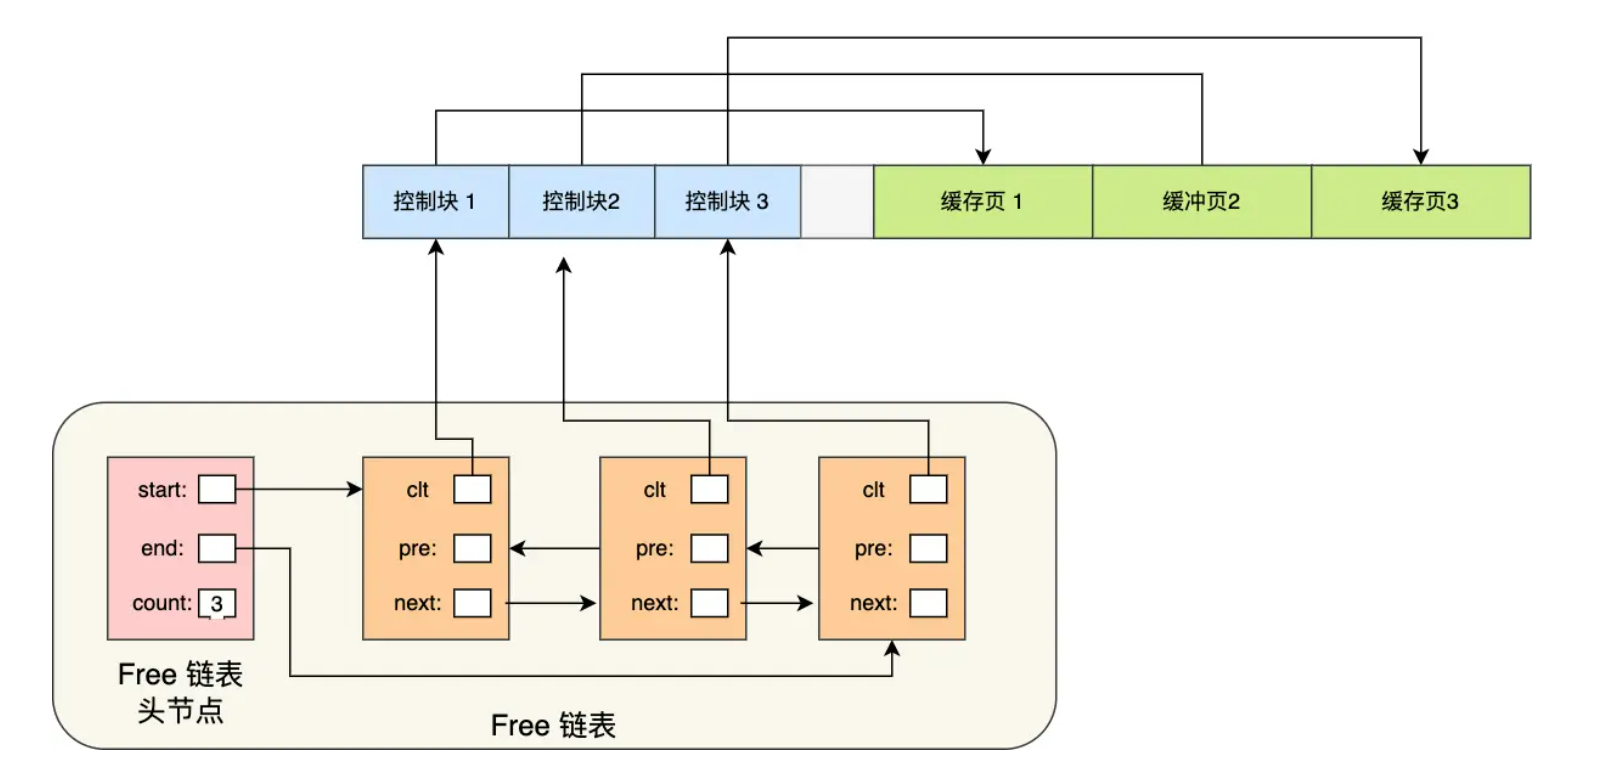 控制块 1
控制块2
控制块 3
缓存页 1
缓冲页2
缓存页3
start:
end:
count: 3
clt
pre:
next:
clt
pre:
next:
clt
pre:
next:
Free 链表
头节点
Free 链表